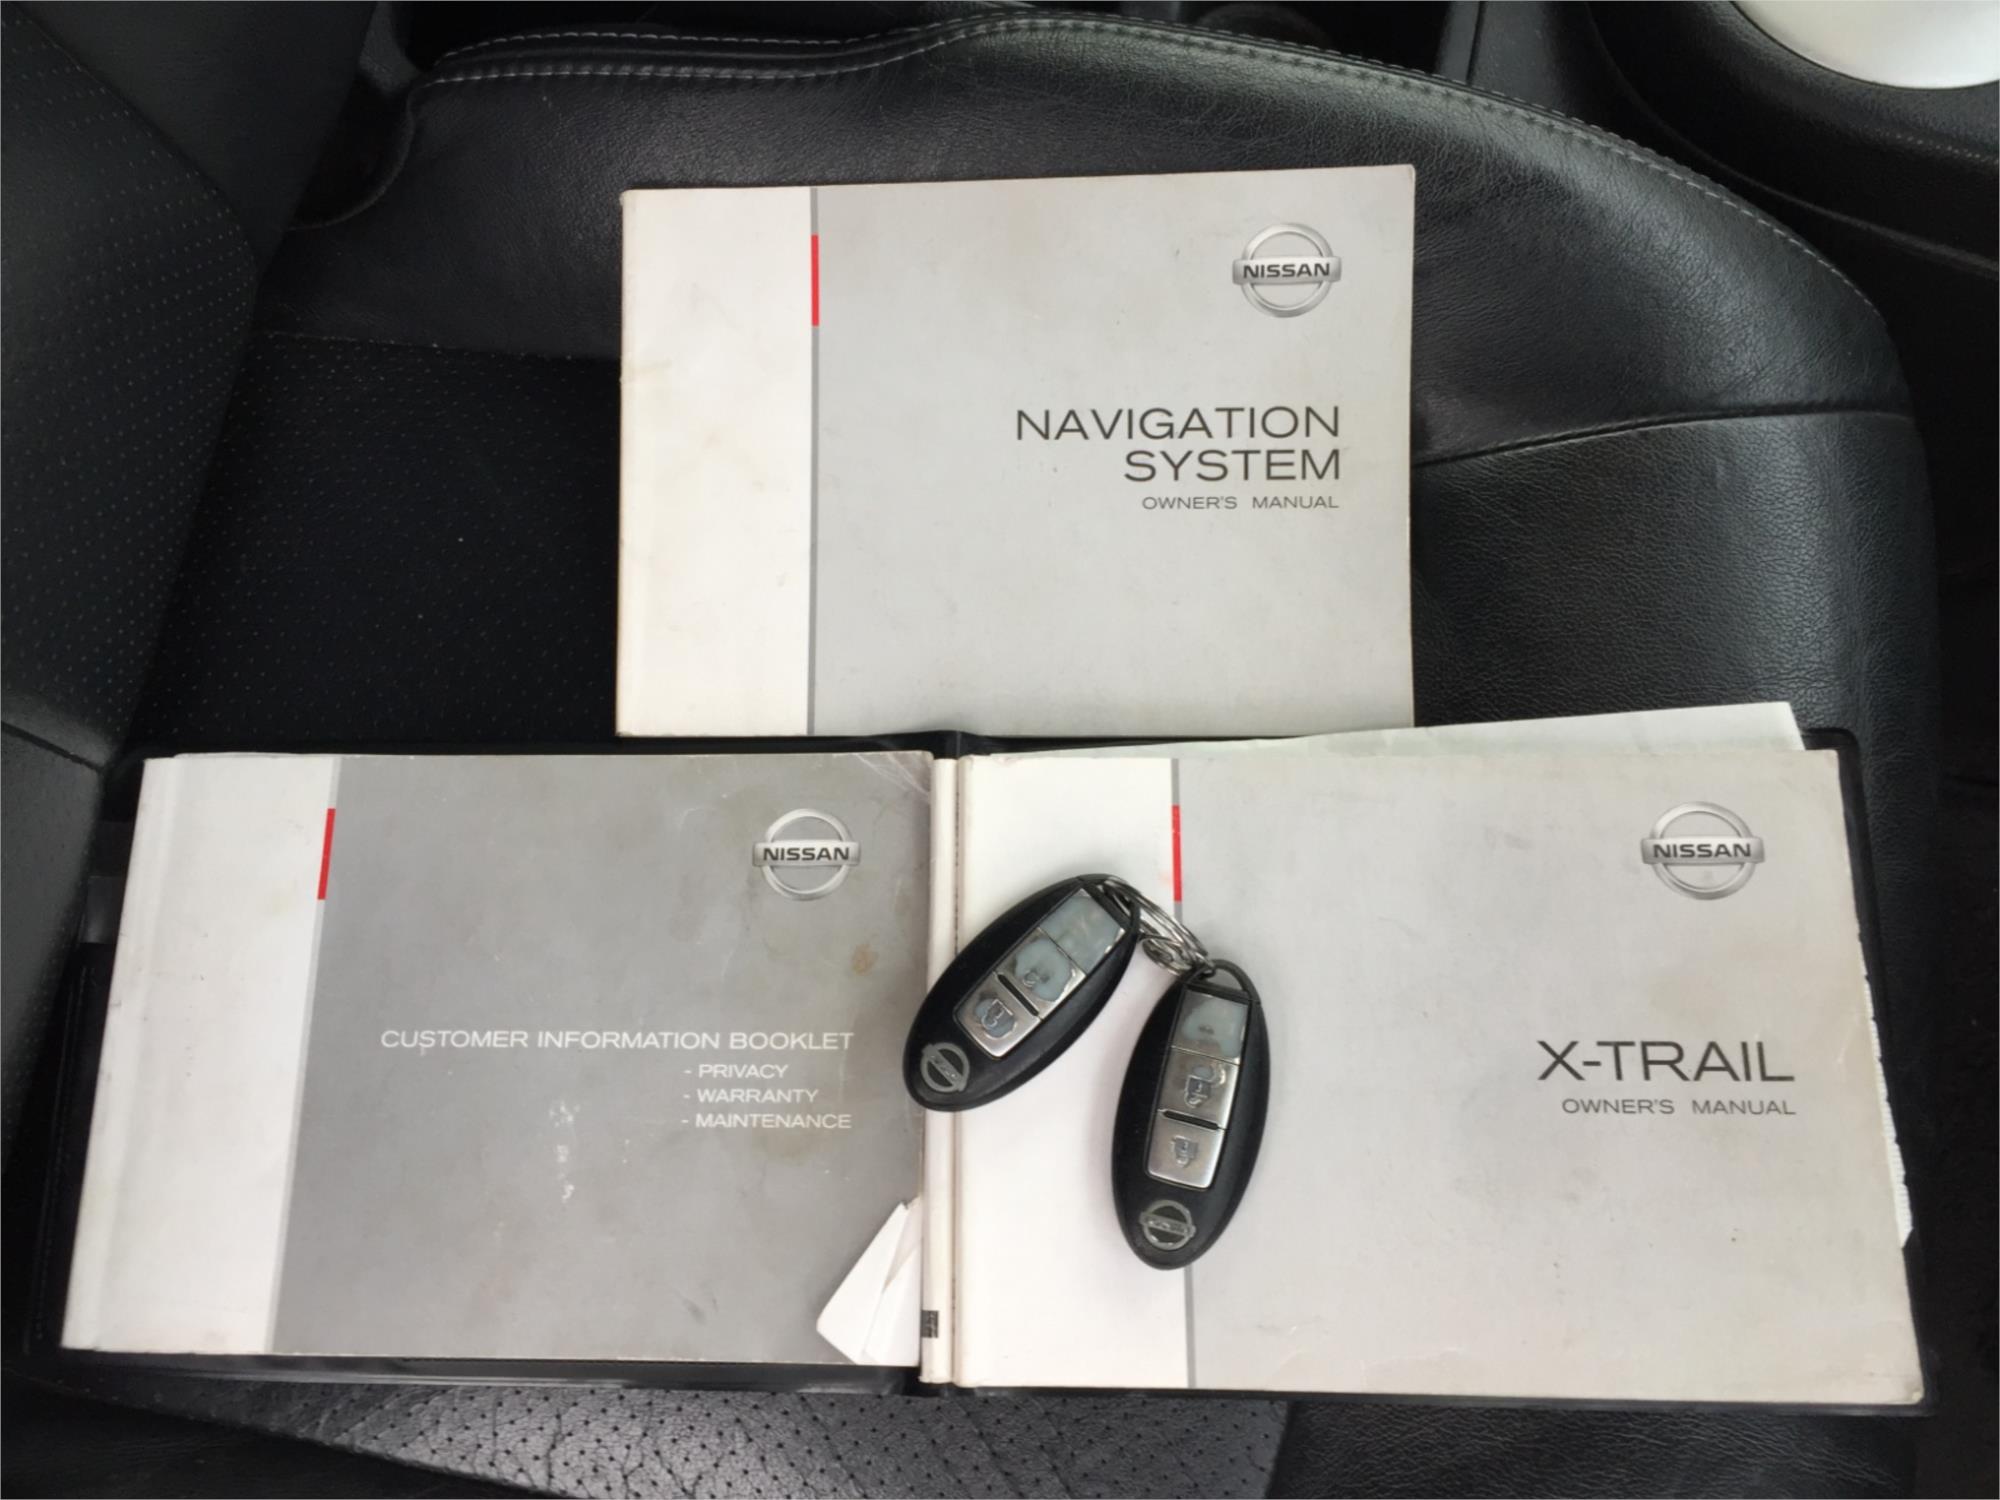 NISSAN
NAVIGATION
SYSTEM
OWNER'S MANUAL
NISSAN
CUSTOMER INFORMATION BOOKLET
- PRIVACY
- WARRANTY
- MAINTENANCE
NISSAN
X-TRAIL
OWNER'S MANUAL